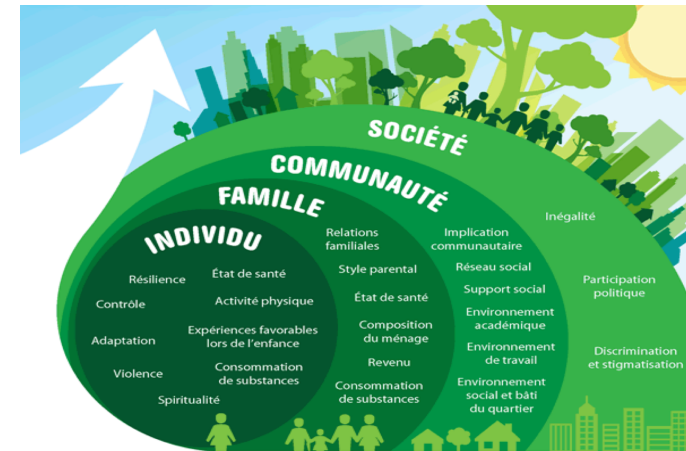 SOCIÉTÉ
COMMUNAUTÉ
FAMILLE
INDIVIDU
Résilience
État de santé
Contrôle
Activité physique
Adaptation
Expériences favorables
lors de l'enfance
Violence
Consommation
de substances
Spiritualité
Relations
familiales
Style parental
État de santé
Composition
du ménage
Revenu
Consommation
de substances
Implication
communautaire
Réseau social
Support social
Environnement
académique
Environnement
de travail
Environnement
social et bâti
du quartier
Inégalité
Participation
politique
Discrimination
et stigmatisation